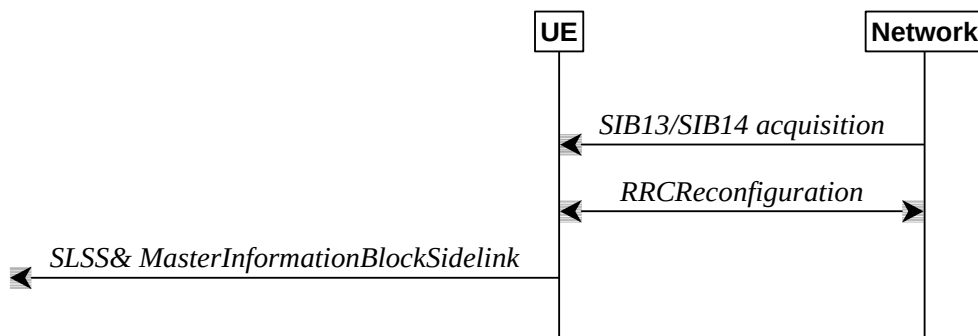 UE
Network
SIB13/SIB14 acquisition
RRCReconfiguration
SLSS& MasterInformationBlockSidelink